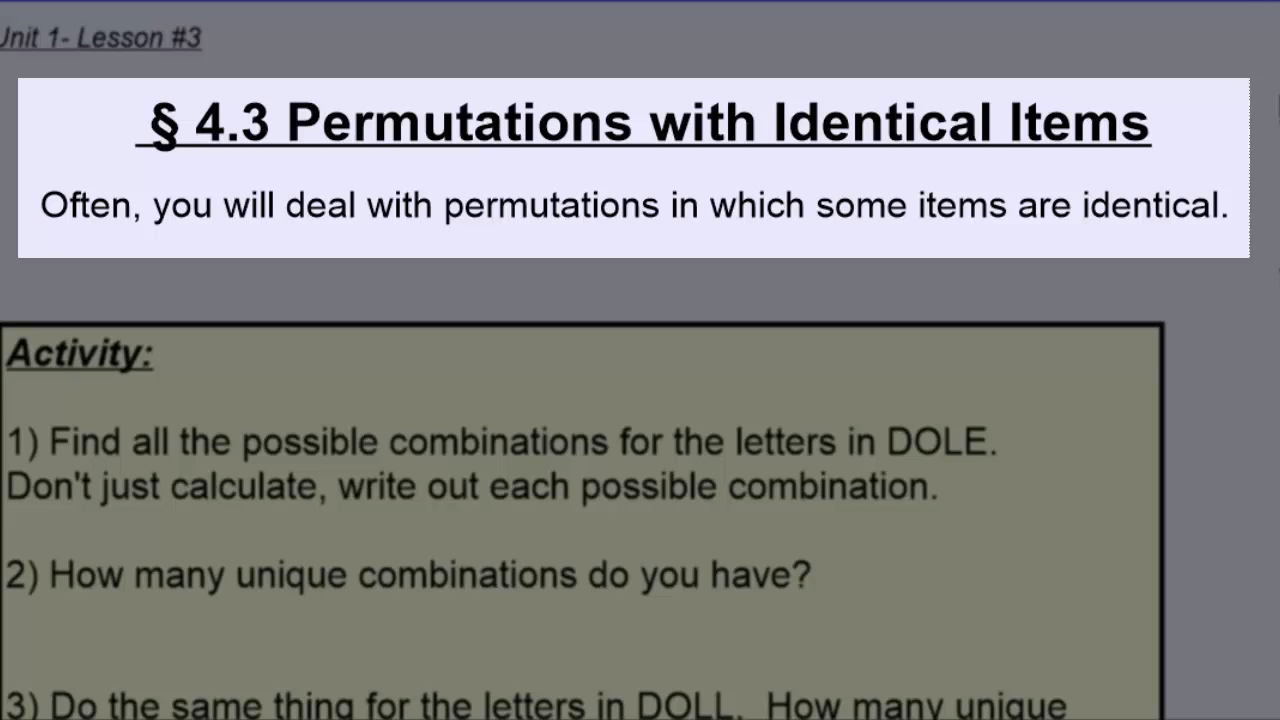 Unit 1- Lesson #3
§ 4.3 Permutations with Identical Items
Often, you will deal with permutations in which some items are identical.
Activity:
1) Find all the possible combinations for the letters in DOLE.
Don't just calculate, write out each possible combination.
2) How many unique combinations do you have?
3) Do the same thing for the letters in DOLL. How many unique